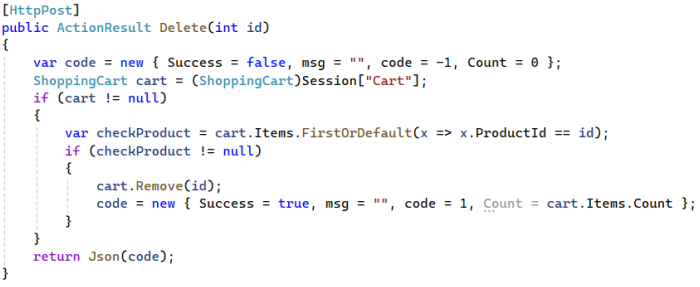 [HttpPost]
public ActionResult Delete(int id)
{
    var code = new { Success = false, msg = "", code = -1, Count = 0 };
    ShoppingCart cart = (ShoppingCart)Session["Cart"];
    if (cart != null)
    {
        var checkProduct = cart.Items.FirstOrDefault(x => x.ProductId == id);
        if (checkProduct != null)
        {
            cart.Remove(id);
            code = new { Success = true, msg = "", code = 1, Count = cart.Items.Count };
        }
    }
    return Json(code);
}